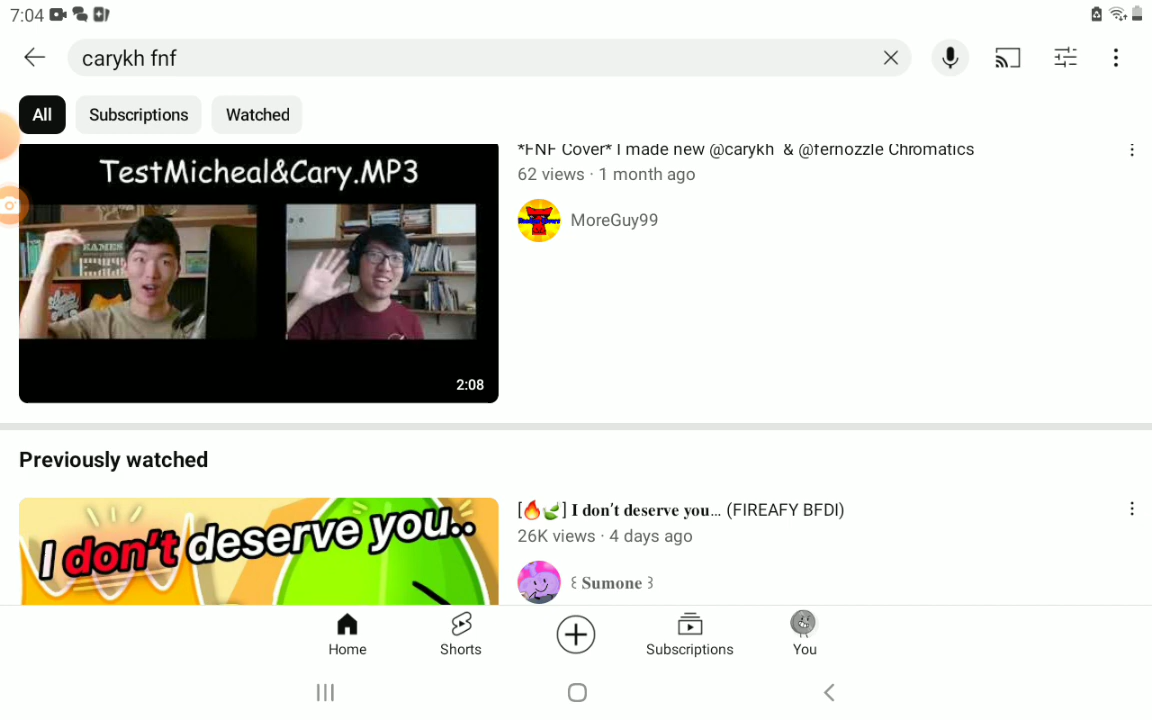 7:04
carykh fnf
All
Subscriptions
Watched
TestMicheal&Cary.MP3
2:08
*FNF Cover* I made new @carykh & @fernozzle Chromatics
62 views · 1 month ago
MoreGuy99
Previously watched
I don't deserve you..
[🔥🍃] 𝐈 𝐝𝐨𝐧'𝐭 𝐝𝐞𝐬𝐞𝐫𝐯𝐞 𝐲𝐨𝐮... (FIREAFY BFDI)
26K views · 4 days ago
꒰ 𝐒𝐮𝐦𝐨𝐧𝐞 ꒱
Home
Shorts
Subscriptions
You